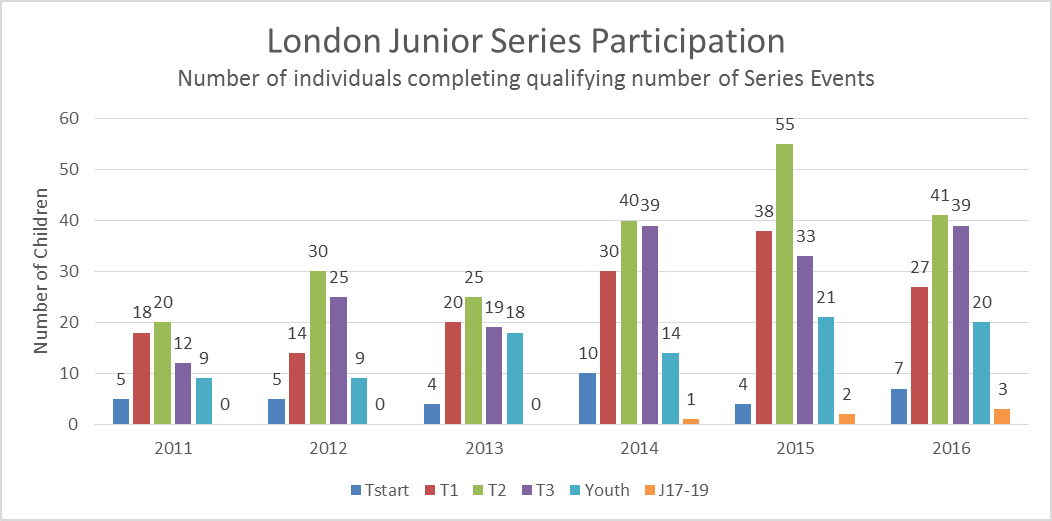 London Junior Series Participation
Number of individuals completing qualifying number of Series Events
Number of Children
60
50
40
30
20
10
0
5 18 20 12 9 0
5 14 30 25 9 0
4 20 25 19 18 0
10 30 40 39 14 1
4 38 55 33 21 2
7 27 41 39 20 3
2011 2012 2013 2014 2015 2016
Tstart T1 T2 T3 Youth J17-19